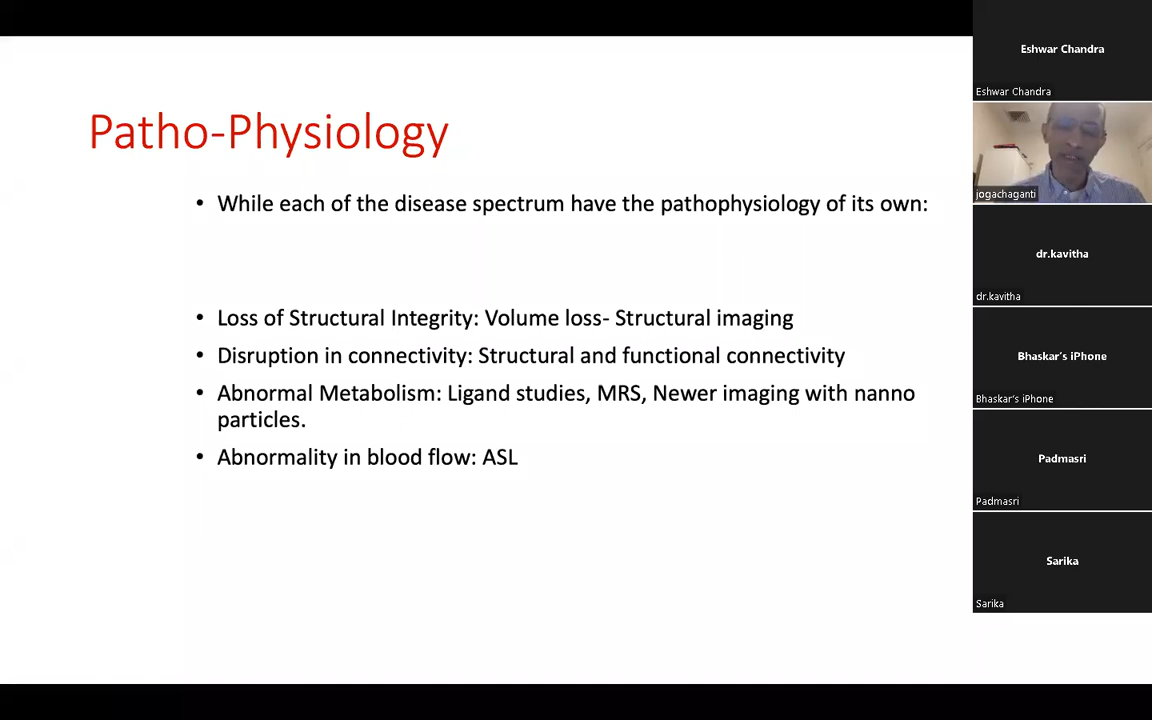 Patho-Physiology
• While each of the disease spectrum have the pathophysiology of its own:
• Loss of Structural Integrity: Volume loss- Structural imaging
• Disruption in connectivity: Structural and functional connectivity
• Abnormal Metabolism: Ligand studies, MRS, Newer imaging with nanno
particles.
• Abnormality in blood flow: ASL
Eshwar Chandra
Eshwar Chandra
jogachaganti
dr.kavitha
dr.kavitha
Bhaskar's iPhone
Bhaskar's iPhone
Padmasri
Padmasri
Sarika
Sarika